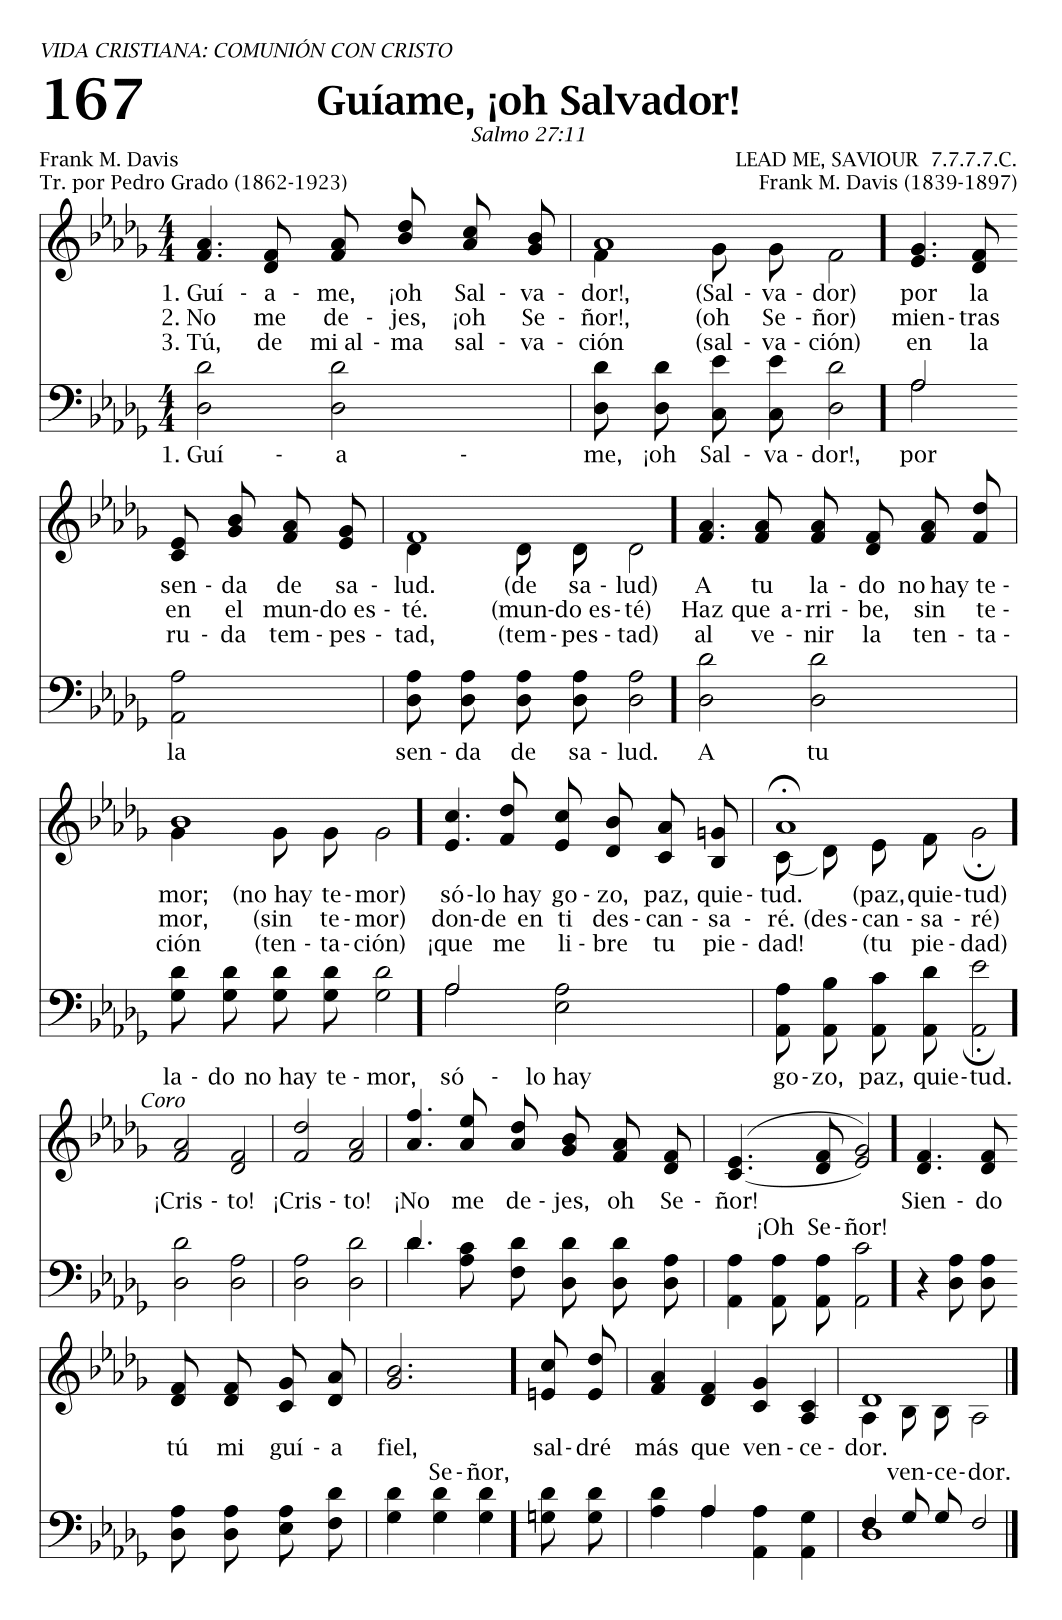 VIDA CRISTIANA: COMUNIÓN CON CRISTO
167
Guíame, ¡oh Salvador!
Salmo 27:11
Frank M. Davis
LEAD ME, SAVIOUR 7.7.7.7.C.
Tr. por Pedro Grado (1862-1923)
Frank M. Davis (1839-1897)
4 4
1. Guí - a - me, ¡oh Sal - va - dor!, (Sal - va - dor) por la
2. No me de - jes, ¡oh Se - ñor!, (oh Se - ñor) mien - tras
3. Tú, de mi al - ma sal - va - ción (sal - va - ción) en la
4 4
1. Guí - a - me, ¡oh Sal - va - dor!, por
sen - da de sa - lud. (de sa - lud) A tu la - do no hay te -
en el mun - do es - té. (mun - do es - té) Haz que a - rri - be, sin te -
ru - da tem - pes - tad, (tem - pes - tad) al ve - nir la ten - ta -
la sen - da de sa - lud. A tu
mor; (no hay te - mor) só - lo hay go - zo, paz, quie - tud. (paz, quie - tud)
mor, (sin te - mor) don - de en ti des - can - sa - ré. (des - can - sa - ré)
ción (ten - ta - ción) ¡que me li - bre tu pie - dad! (tu pie - dad)
la - do no hay te - mor, só - lo hay go - zo, paz, quie - tud.
Coro
¡Cris - to! ¡Cris - to! ¡No me de - jes, oh Se - ñor! Sien - do
¡Oh Se - ñor!
tú mi guí - a fiel, sal - dré más que ven - ce - dor.
Se - ñor, ven - ce - dor.